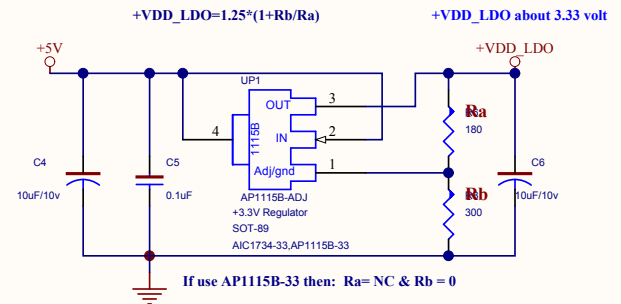 +VDD_LDO=1.25*(1+Rb/Ra)
+VDD_LDO about 3.33 volt
+5V
+VDD_LDO
UP1
OUT
3
Ra
180
4
1115B
IN
2
C4
C5
Adj/gnd
1
C6
10uF/10v
0.1uF
AP1115B-ADJ
Rb
300
10uF/10v
+3.3V Regulator
SOT-89
AIC1734-33,AP1115B-33
If use AP1115B-33 then: Ra= NC & Rb = 0